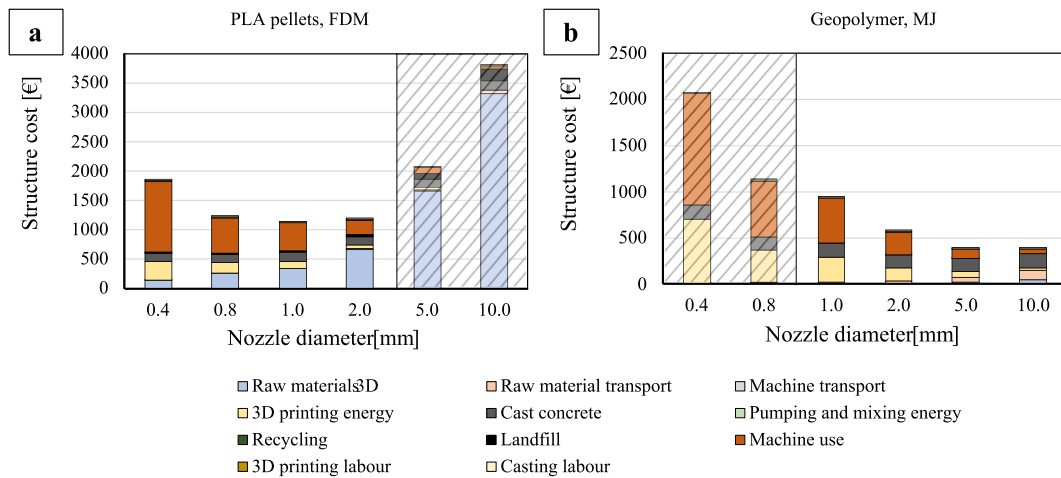 a
PLA pellets, FDM
Structure cost [€]
4000
3500
3000
2500
2000
1500
1000
500
0
0.4 0.8 1.0 2.0 5.0 10.0
Nozzle diameter[mm]
b
Geopolymer, MJ
Structure cost [€]
2500
2000
1500
1000
500
0
0.4 0.8 1.0 2.0 5.0 10.0
Nozzle diameter[mm]
Raw materials3D Raw material transport Machine transport
3D printing energy Cast concrete Pumping and mixing energy
Recycling Landfill Machine use
3D printing labour Casting labour